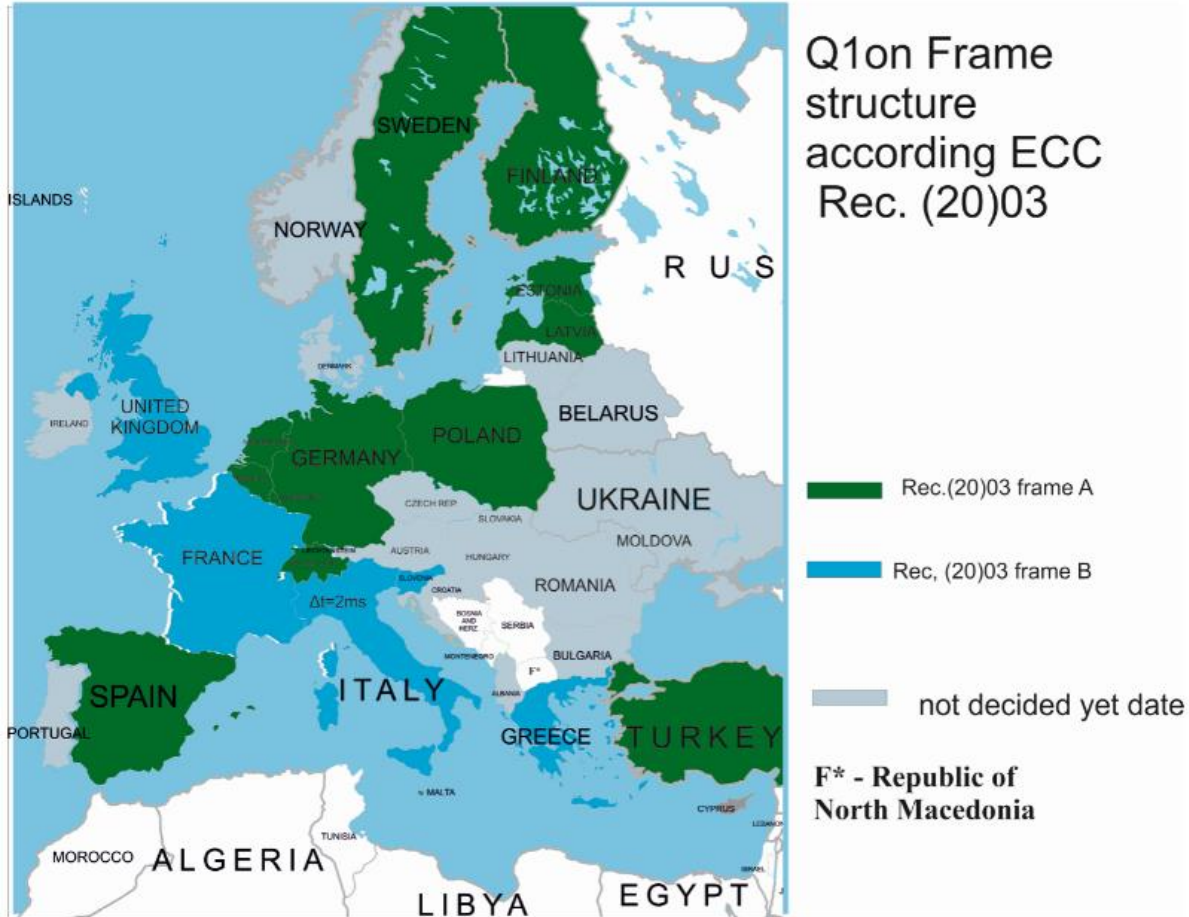 Q1on Frame
structure
according ECC
Rec. (20)03
SWEDEN
FINLAND
ISLANDS
NORWAY
R U S
ESTONIA
LATVIA
LITHUANIA
DENMARK
BELARUS
IRELAND
UNITED
KINGDOM
POLAND
GERMANY
UKRAINE
Rec.(20)03 frame A
CZECH REP
SLOVAKIA
MOLDOVA
FRANCE
AUSTRIA
HUNGARY
Rec, (20)03 frame B
SLOVENIA
ROMANIA
CROATIA
Δt=2ms
BOSNIA
AND
HERZ
SERBIA
MONTENEGRO
BULGARIA
F*
SPAIN
ITALY
ALBANIA
not decided yet date
PORTUGAL
GREECE
TURKEY
F* - Republic of
North Macedonia
MALTA
CYPRUS
TUNISIA
MOROCCO
ALGERIA
ISRAEL
LIBYA
EGYPT